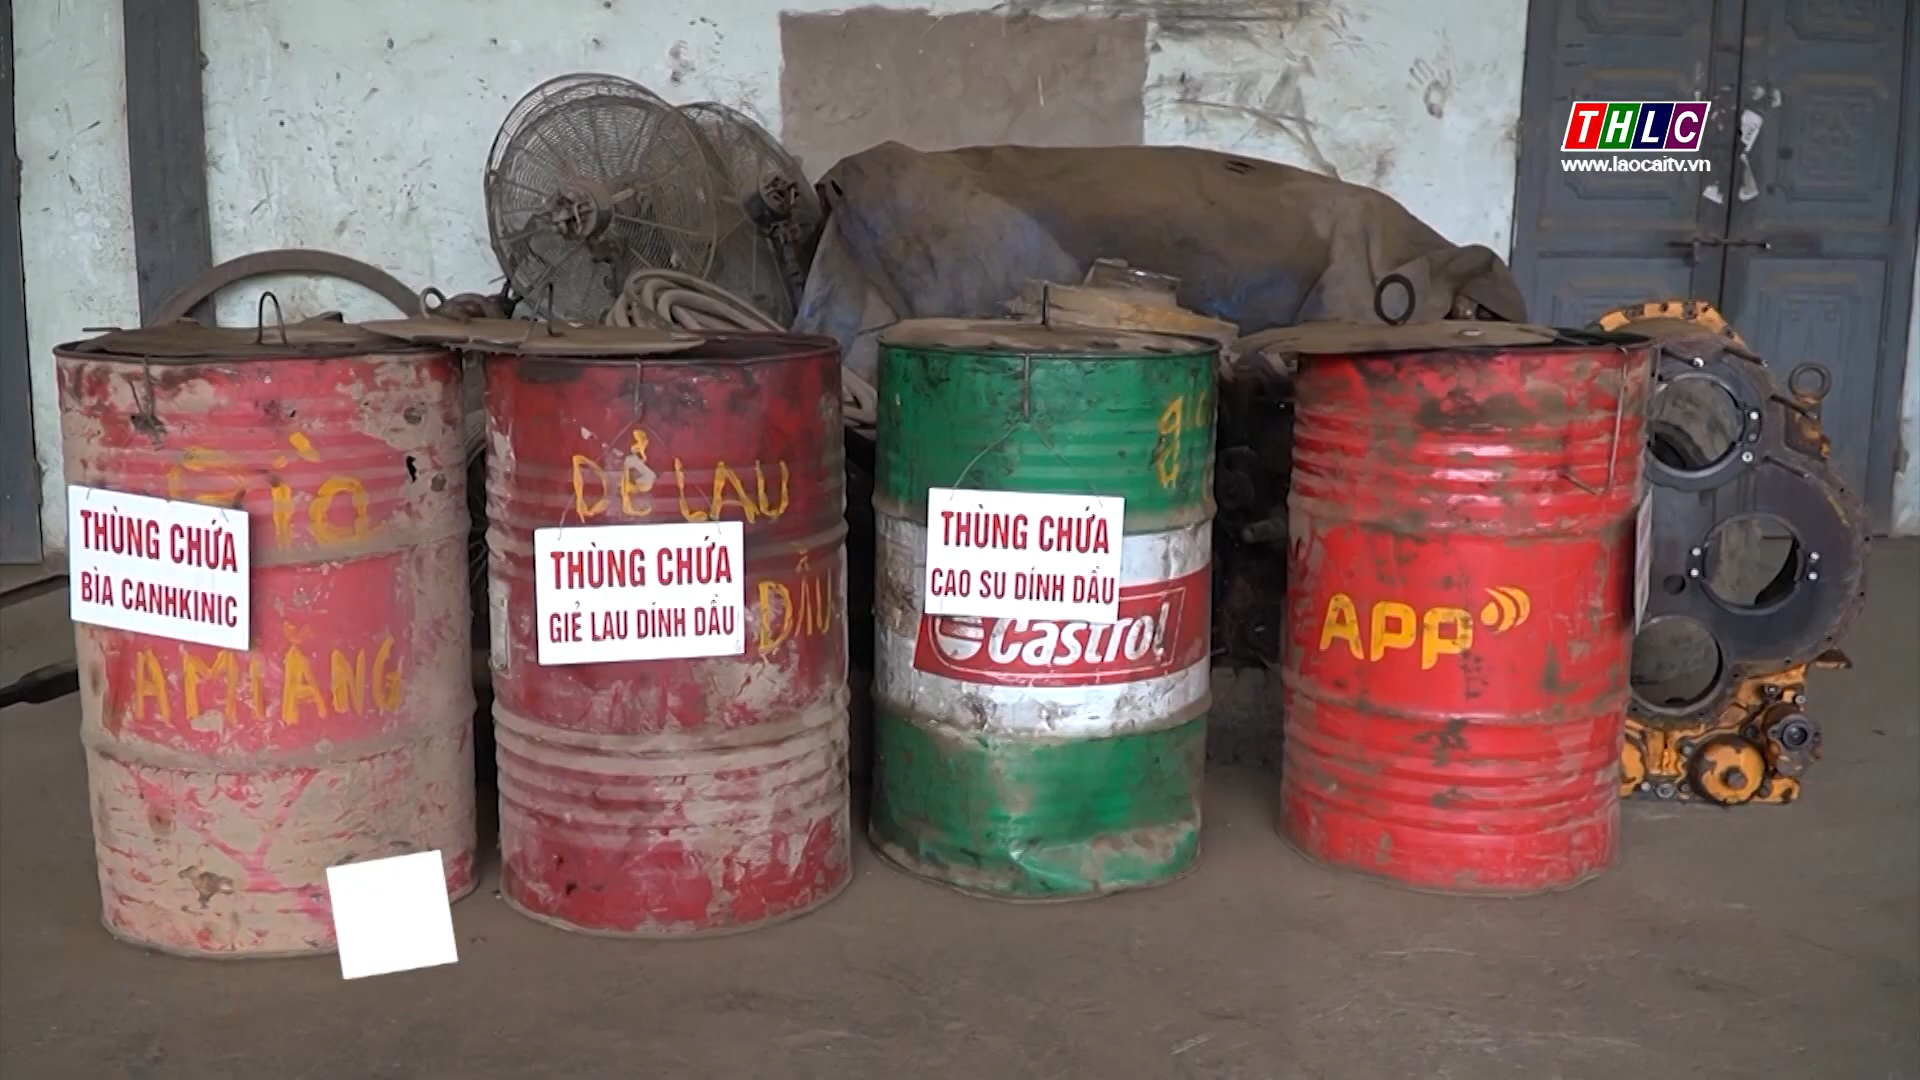 THLC
www.laocaitv.vn
THÙNG CHỨA
BÌA CANHKINIC
AMIĂNG
DẺ LAU
DẦU
THÙNG CHỨA
GIẺ LAU DÍNH DẦU
THÙNG CHỨA
CAO SU DÍNH DẦU
Castrol
APP